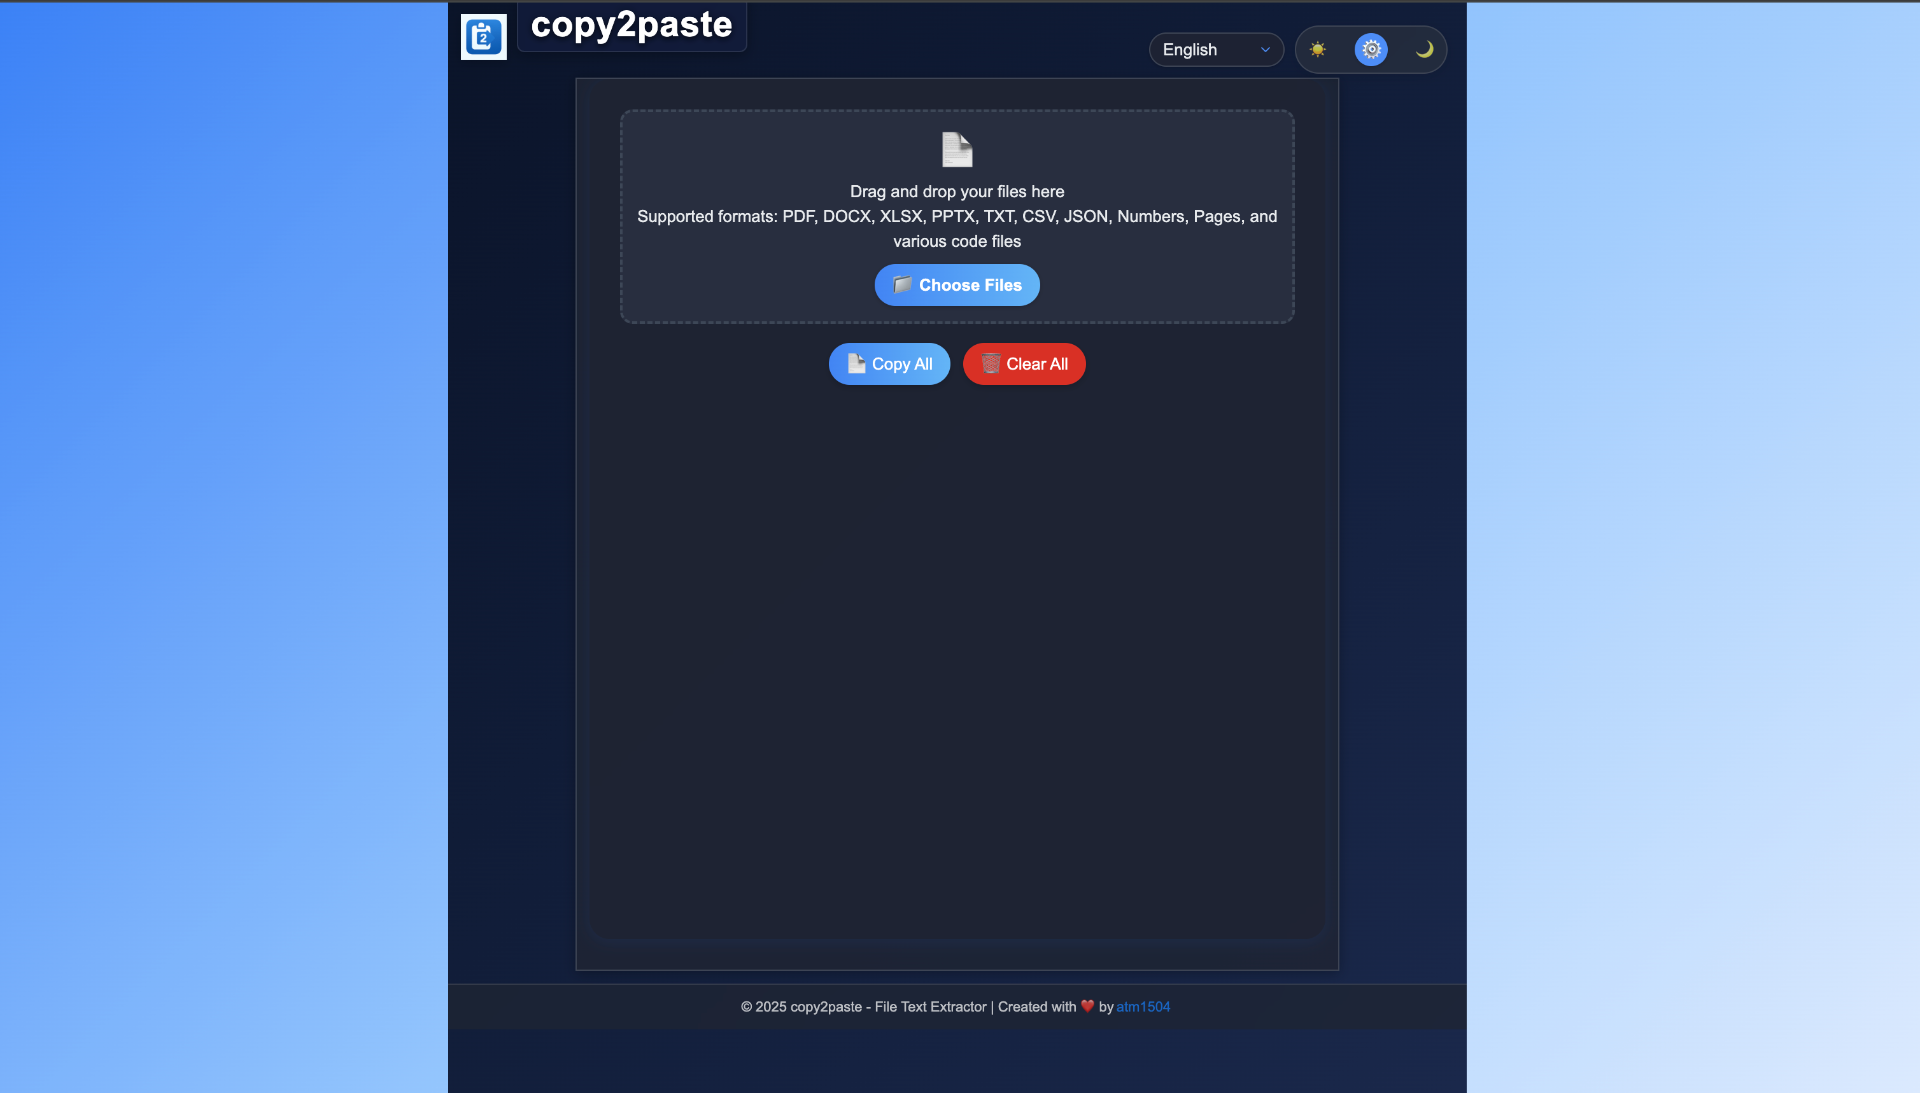 2
copy2paste
English
Drag and drop your files here
Supported formats: PDF, DOCX, XLSX, PPTX, TXT, CSV, JSON, Numbers, Pages, and
various code files
Choose Files
Copy All
Clear All
© 2025 copy2paste - File Text Extractor | Created with ❤️ by atm1504